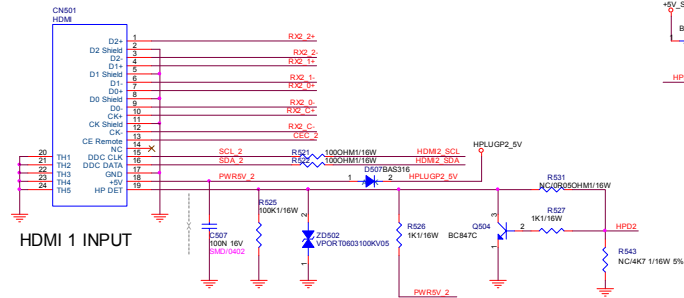 CN501
HDMI
+5V_S
B
HP
D2+ 1 RX2_2+
D2 Shield 2
D2- 3 RX2_2-
D1+ 4 RX2_1+
D1 Shield 5
D1- 6 RX2_1-
D0+ 7 RX2_0+
D0 Shield 8
D0- 9 RX2_0-
CK+ 10 RX2_C+
CK Shield 11
CK- 12 RX2_C-
CE Remote 13 CEC_2
NC 14
20 TH1 DDC CLK 15 SCL_2 R521 100OHM1/16W HDMI2_SCL
21 TH2 DDC DATA 16 SDA_2 100OHM1/16W HDMI2_SDA
22 TH3 GND 17
23 TH4 +5V 18 PWR5V_2 1 2 HPLUGP2_5V
24 TH5 HP DET 19
D507BAS316
HPLUGP2_5V
R531
NC/0R05OHM1/16W
R525
100K1/16W
C507
100N 16V
SMD/0402
2
ZD502
VPORT0603100KV05
1
R526
1K1/16W
Q504
BC847C
3
2
1
R527
1K1/16W
HPD2
R543
NC/4K7 1/16W 5%
HDMI 1 INPUT
PWR5V_2